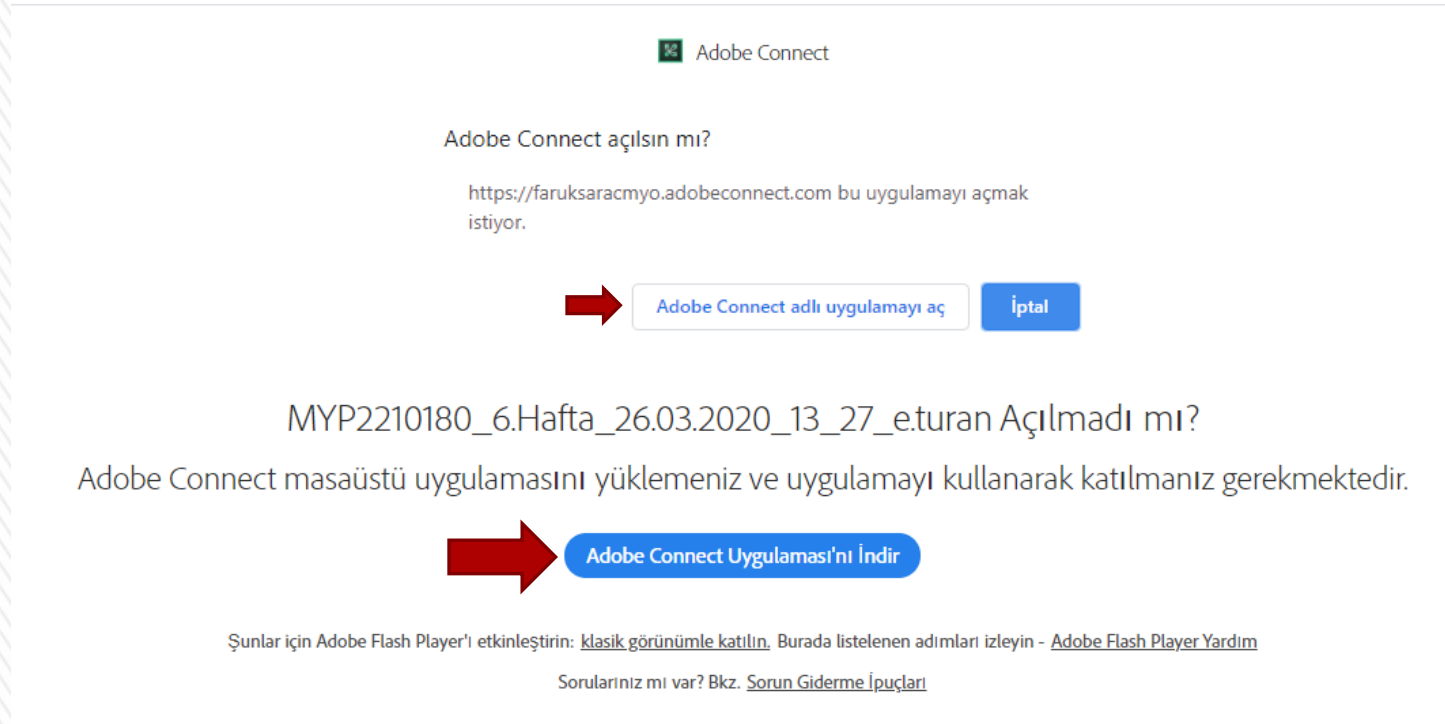 Adobe Connect
Adobe Connect açılsın mı?
https://faruksaracmyo.adobeconnect.com bu uygulamayı açmak
istiyor.
Adobe Connect adlı uygulamayı aç
İptal
MYP2210180_6.Hafta_26.03.2020_13_27_e.turan Açılmadı mı?
Adobe Connect masaüstü uygulamasını yüklemeniz ve uygulamayı kullanarak katılmanız gerekmektedir.
Adobe Connect Uygulaması'nı İndir
Şunlar için Adobe Flash Player'ı etkinleştirin: klasik görünümle katılın. Burada listelenen adımları izleyin - Adobe Flash Player Yardım
Sorularınız mı var? Bkz. Sorun Giderme İpuçları